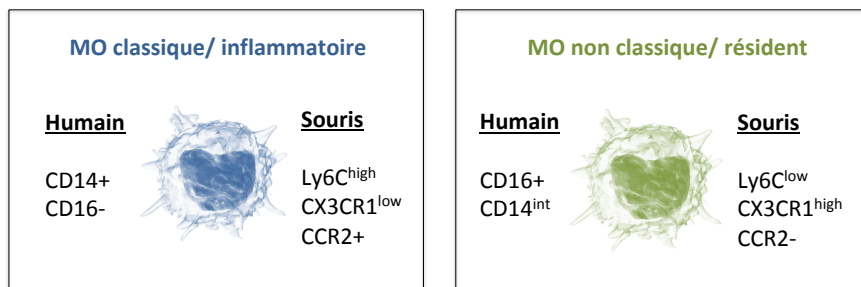 MO classique/ inflammatoire
Humain
CD14+
CD16-
Souris
Ly6Chigh
CX3CR1low
CCR2+
MO non classique/ résident
Humain
CD16+
CD14int
Souris
Ly6Clow
CX3CR1high
CCR2-